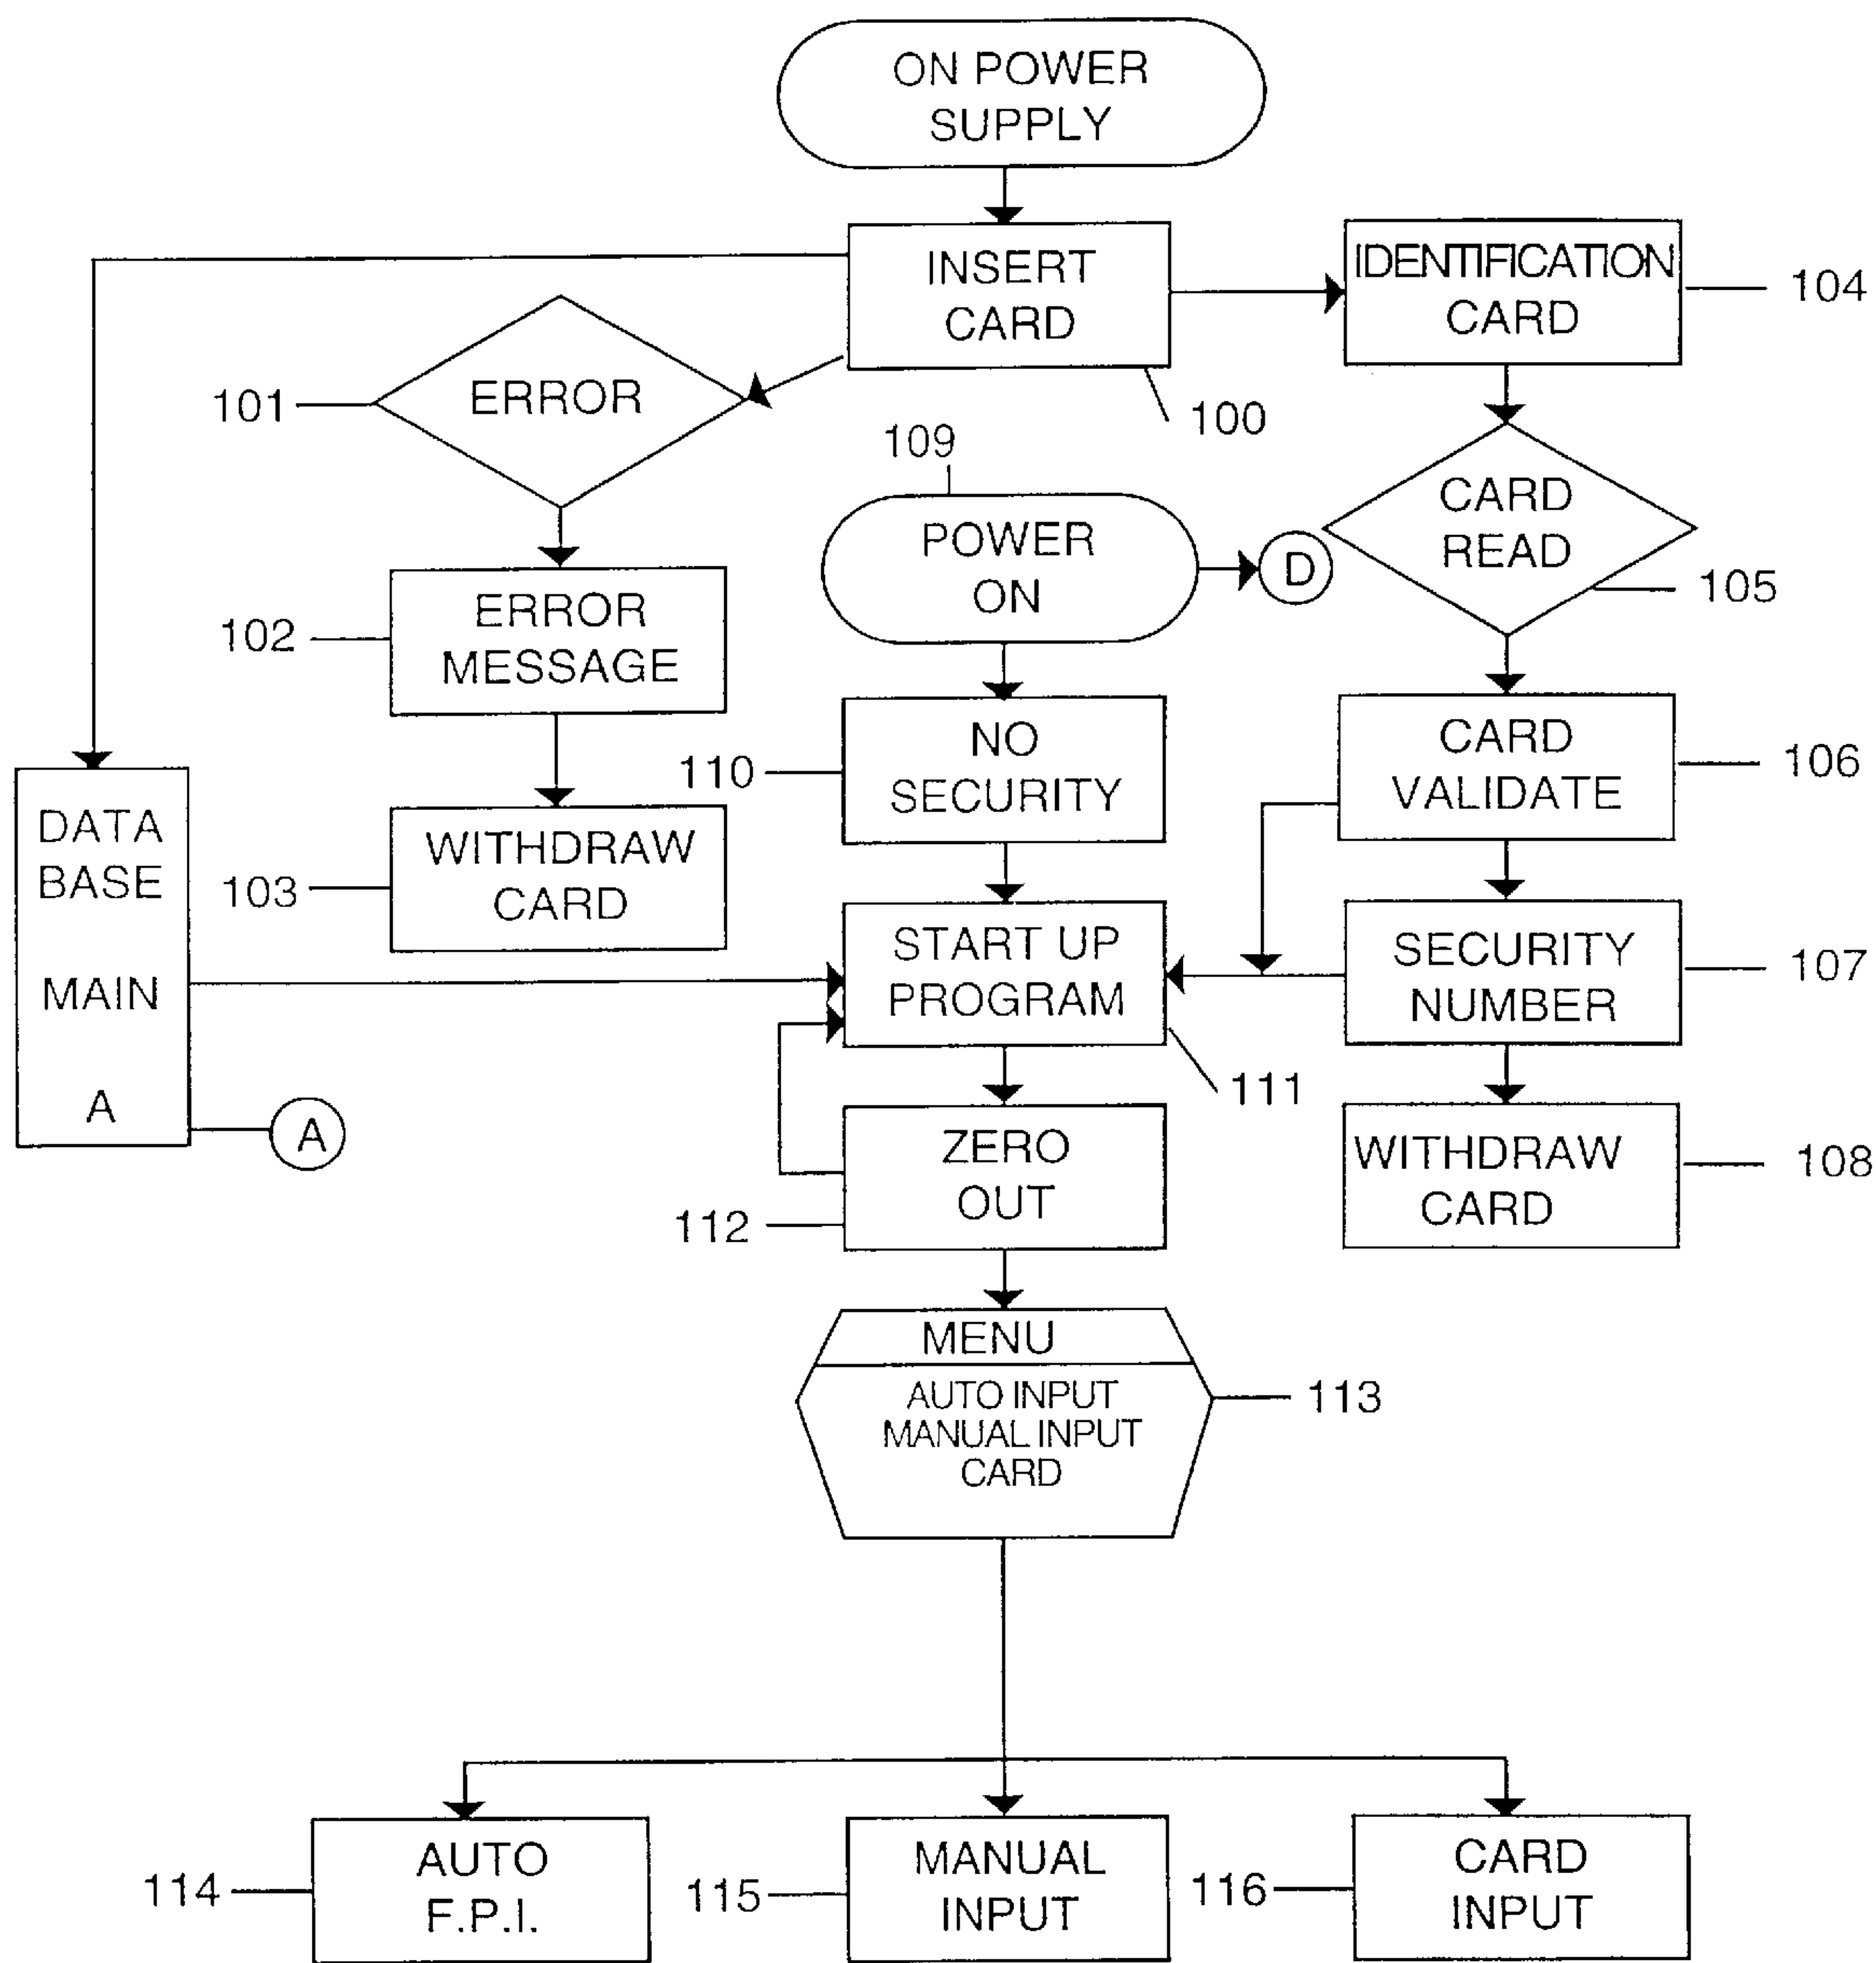 ON POWER
SUPPLY
INSERT
CARD
100
IDENTIFICATION
CARD
104
101
ERROR
109
POWER
ON
D
CARD
READ
105
102
ERROR
MESSAGE
110
NO
SECURITY
CARD
VALIDATE
106
DATA
BASE
MAIN
A
A
103
WITHDRAW
CARD
START UP
PROGRAM
111
SECURITY
NUMBER
107
ZERO
OUT
112
WITHDRAW
CARD
108
MENU
AUTO INPUT
MANUAL INPUT
CARD
113
114
AUTO
F.P.I.
115
MANUAL
INPUT
116
CARD
INPUT